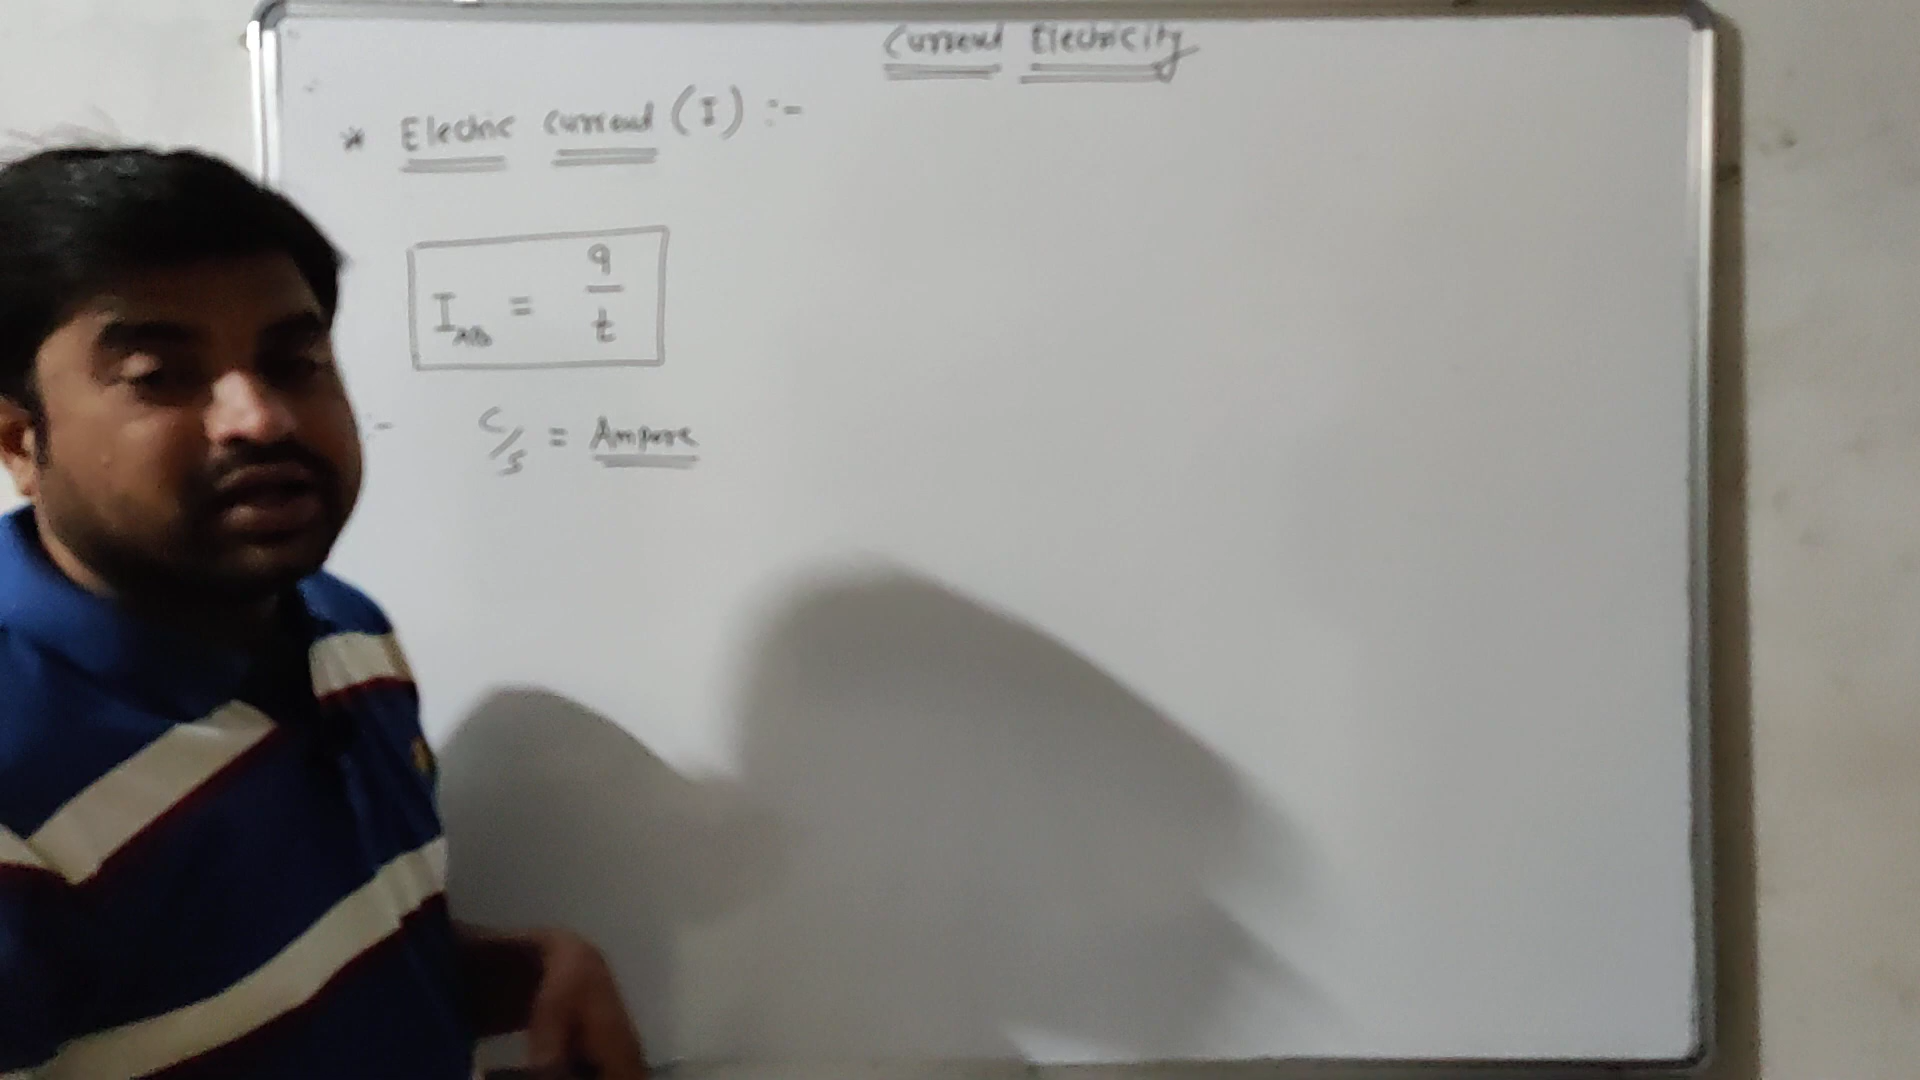 Current Electricity
* Electric Current (I) :-
I = q/t
:- C/s = Ampere